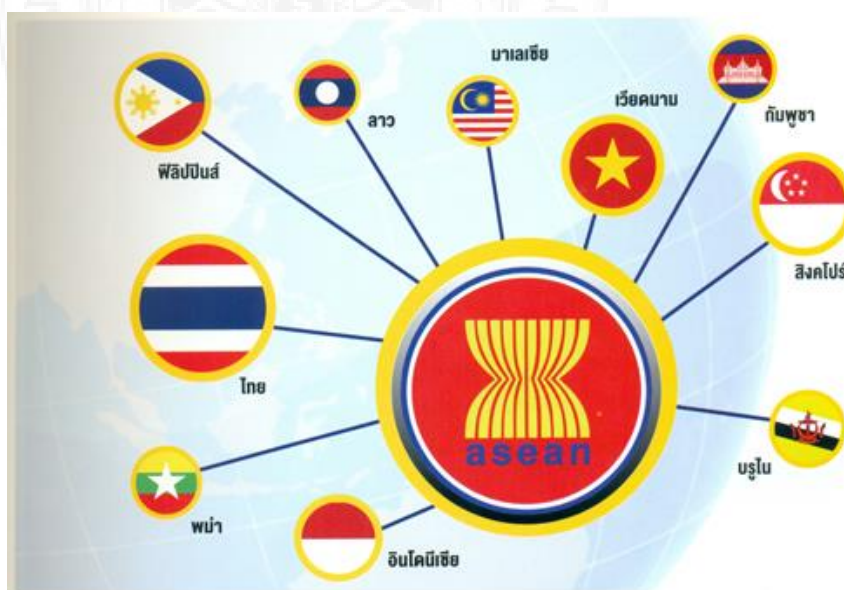 มาเลเซีย
เวียดนาม
กัมพูชา
ลาว
ฟิลิปปินส์
สิงคโปร์
ไทย
asean
บรูไน
พม่า
อินโดนีเซีย